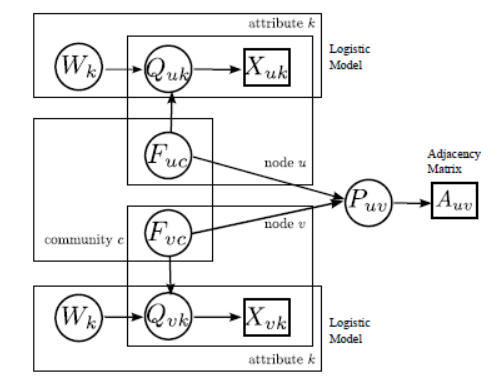 attribute k
W_k
Q_uk
X_uk
Logistic
Model
F_uc
node u
Adjacency
Matrix
P_uv
A_uv
F_vc
node v
community c
W_k
Q_vk
X_vk
Logistic
Model
attribute k